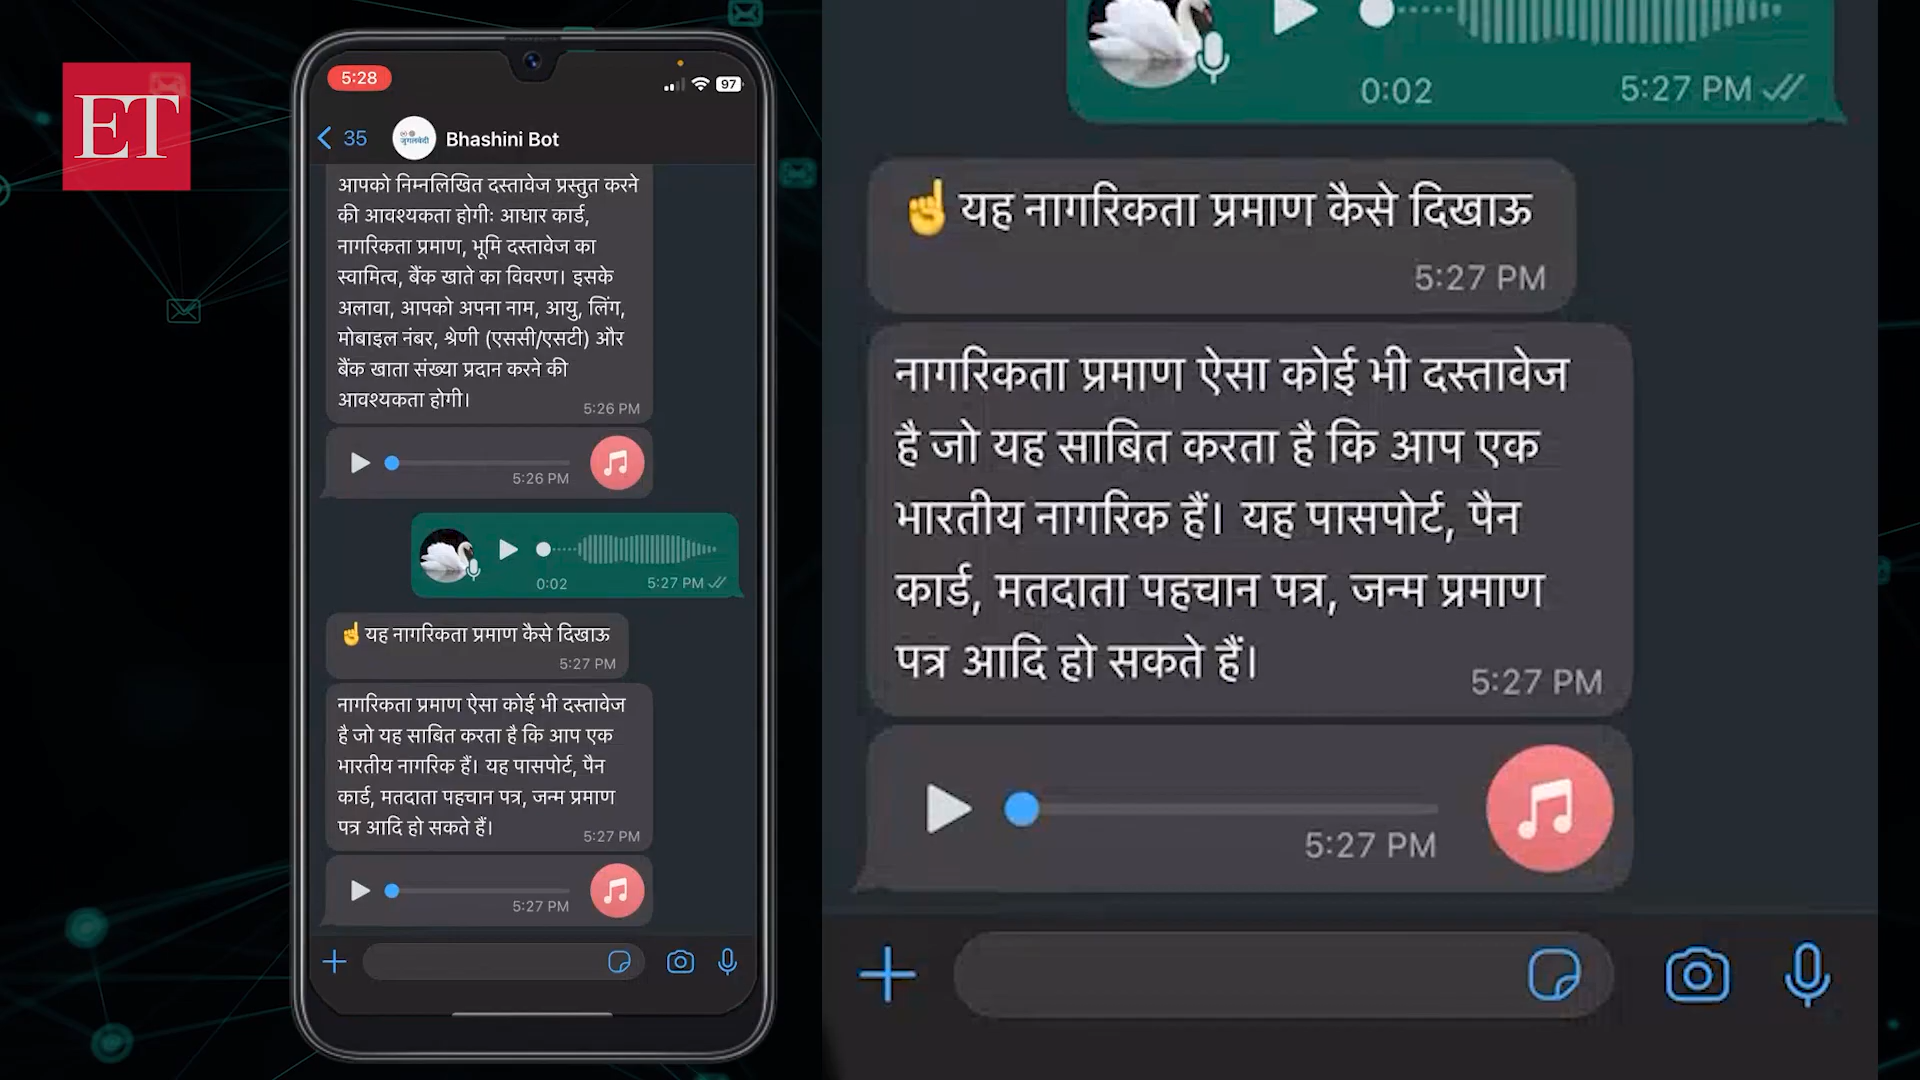 ET
5:28
97
35
जुगलबंदी
Bhashini Bot
आपको निम्नलिखित दस्तावेज प्रस्तुत करने
की आवश्यकता होगी: आधार कार्ड,
नागरिकता प्रमाण, भूमि दस्तावेज का
स्वामित्व, बैंक खाते का विवरण। इसके
अलावा, आपको अपना नाम, आयु, लिंग,
मोबाइल नंबर, श्रेणी (एससी/एसटी) और
बैंक खाता संख्या प्रदान करने की
आवश्यकता होगी।
5:26 PM
5:26 PM
0:02
5:27 PM
☝यह नागरिकता प्रमाण कैसे दिखाऊ
5:27 PM
नागरिकता प्रमाण ऐसा कोई भी दस्तावेज
है जो यह साबित करता है कि आप एक
भारतीय नागरिक हैं। यह पासपोर्ट, पैन
कार्ड, मतदाता पहचान पत्र, जन्म प्रमाण
पत्र आदि हो सकते हैं।
5:27 PM
5:27 PM
0:02
5:27 PM
☝यह नागरिकता प्रमाण कैसे दिखाऊ
5:27 PM
नागरिकता प्रमाण ऐसा कोई भी दस्तावेज
है जो यह साबित करता है कि आप एक
भारतीय नागरिक हैं। यह पासपोर्ट, पैन
कार्ड, मतदाता पहचान पत्र, जन्म प्रमाण
पत्र आदि हो सकते हैं।
5:27 PM
5:27 PM